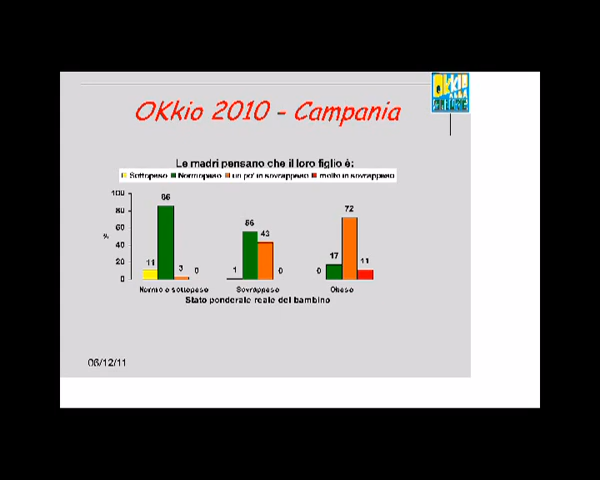 OKkio 2010 - Campania
Le madri pensano che il loro figlio è:
Sottopeso Normopeso un po' in sovrappeso molto in sovrappeso
100
80
60
40
20
0
%
11 86 3 0
1 56 43 0
0 17 72 11
Normo e sottopeso Sovrappeso Obeso
Stato ponderale reale del bambino
06/12/11